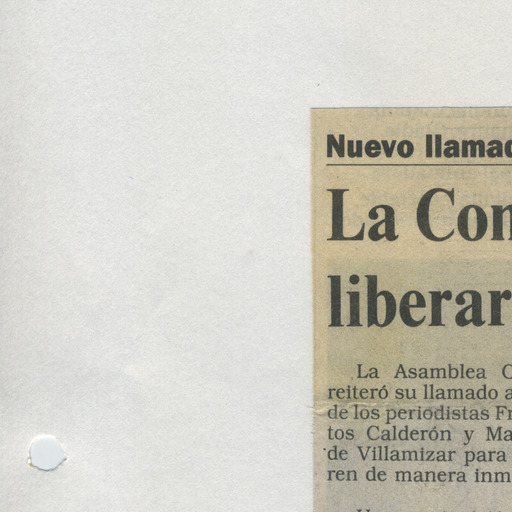 Nuevo llamad
La Con
liberar
La Asamblea C
reiteró su llamado a
de los periodistas Fr
tos Calderón y Ma
de Villamizar para
ren de manera inm